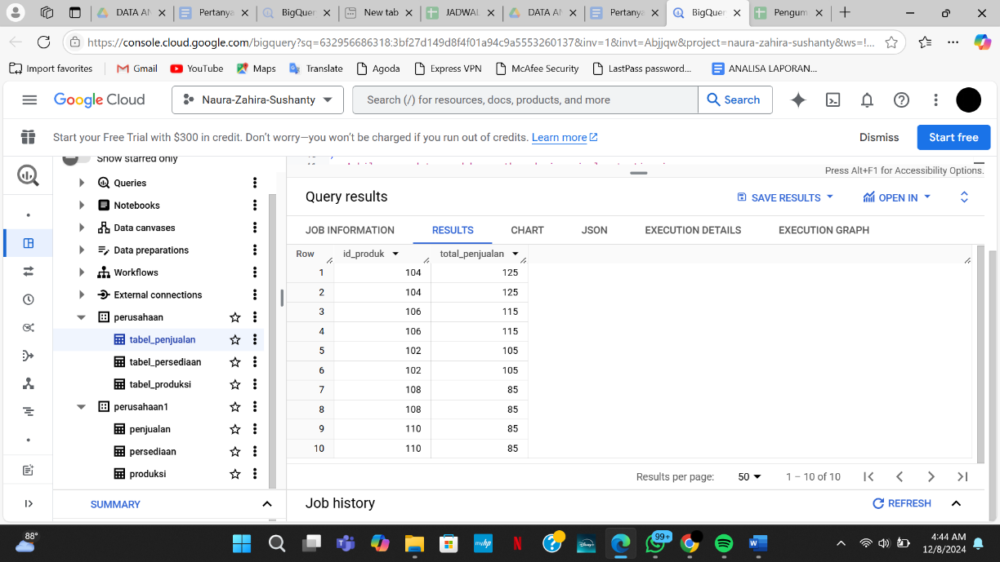 DATA AN
Pertanya
BigQuer
New tab
JADWAL
DATA AN
Pertanya
BigQuer
Pengum
https://console.cloud.google.com/bigquery?sq=632956686318:3bf27d149d8f4f01a94c9a5553260137&inv=1&invt=Abjjqw&project=naura-zahira-sushanty&ws=!...
Import favorites
Gmail
YouTube
Maps
Translate
Agoda
Express VPN
McAfee Security
LastPass password...
ANALISA LAPORAN...
Google Cloud
Naura-Zahira-Sushanty
Search (/) for resources, docs, products, and more
Search
Start your Free Trial with $300 in credit. Don't worry—you won't be charged if you run out of credits. Learn more
Dismiss
Start free
Show starred only
Queries
Notebooks
Data canvases
Data preparations
Workflows
External connections
perusahaan
tabel_penjualan
tabel_persediaan
tabel_produksi
perusahaan1
penjualan
persediaan
produksi
SUMMARY
Press Alt+F1 for Accessibility Options.
Query results
SAVE RESULTS
OPEN IN
JOB INFORMATION
RESULTS
CHART
JSON
EXECUTION DETAILS
EXECUTION GRAPH
Row id_produk total_penjualan
1 104 125
2 104 125
3 106 115
4 106 115
5 102 105
6 102 105
7 108 85
8 108 85
9 110 85
10 110 85
Results per page: 50 1 – 10 of 10
Job history
REFRESH
88°
99+
4:44 AM
12/8/2024